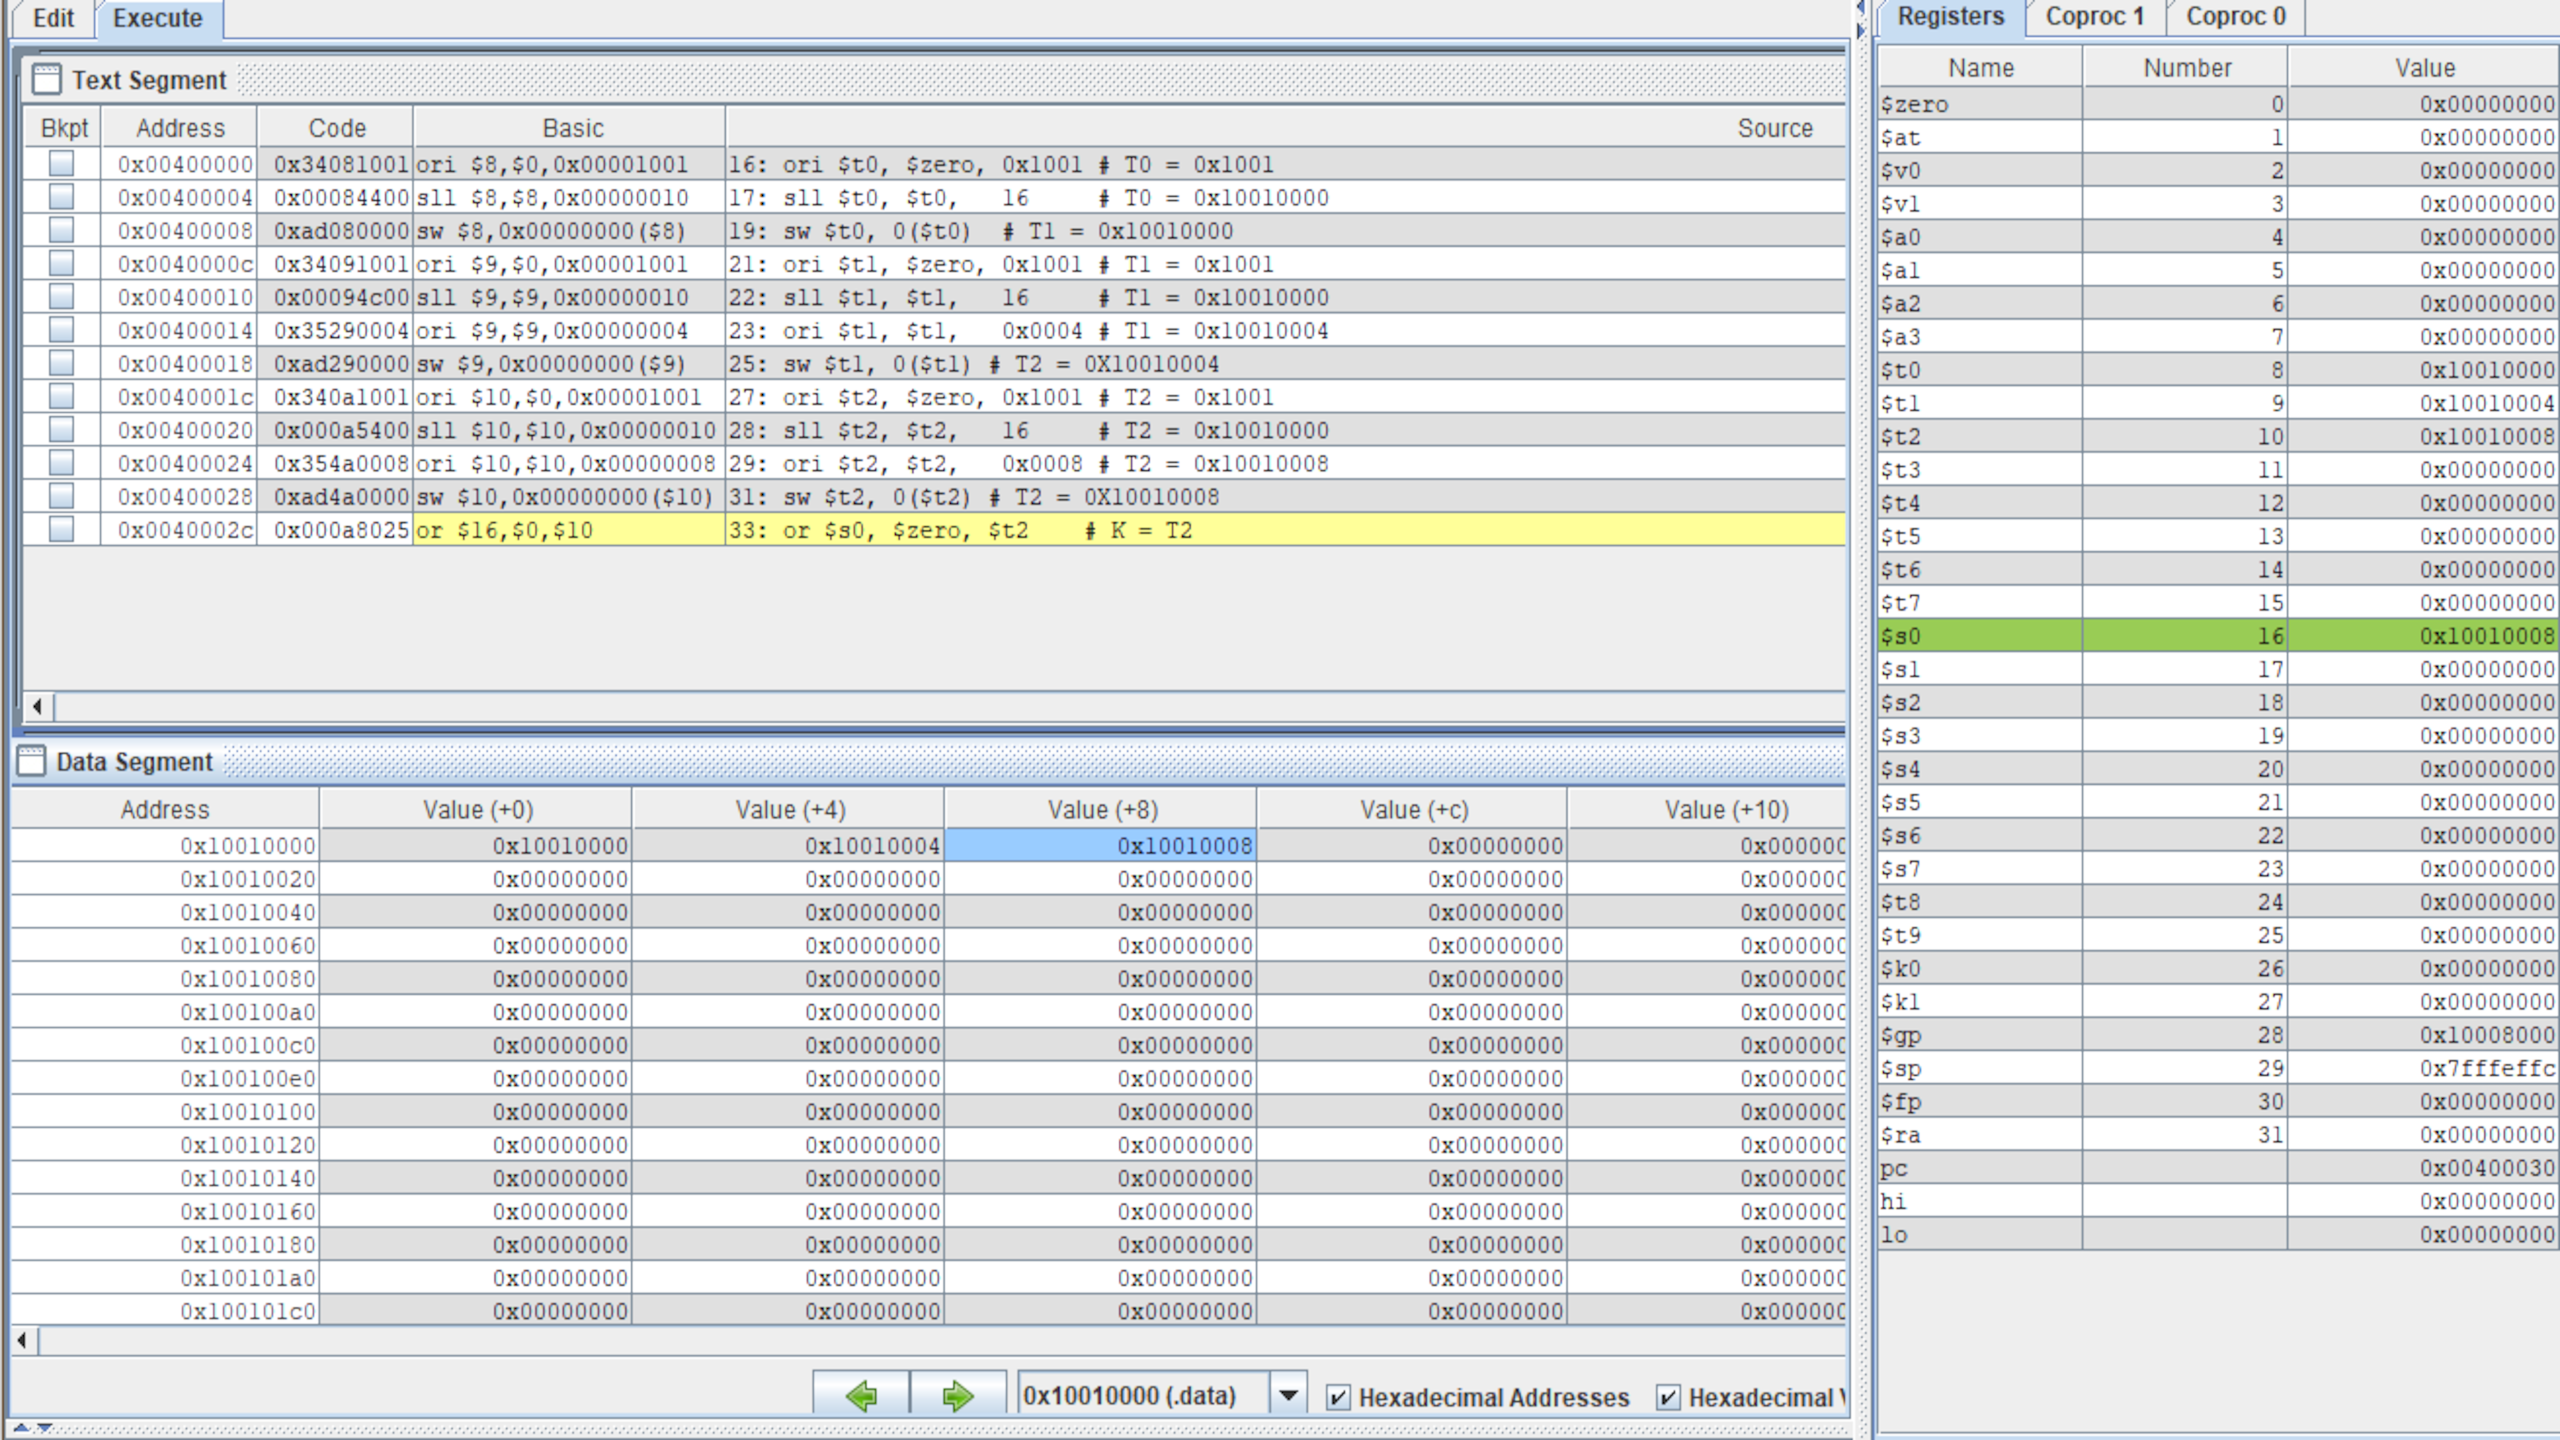 Edit Execute
Text Segment
Bkpt Address Code Basic Source
0x00400000 0x34081001 ori $8,$0,0x00001001 16: ori $t0, $zero, 0x1001 # T0 = 0x1001
0x00400004 0x00084400 sll $8,$8,0x00000010 17: sll $t0, $t0, 16 # T0 = 0x10010000
0x00400008 0xad080000 sw $8,0x00000000($8) 19: sw $t0, 0($t0) # T1 = 0x10010000
0x0040000c 0x34091001 ori $9,$0,0x00001001 21: ori $t1, $zero, 0x1001 # T1 = 0x1001
0x00400010 0x00094c00 sll $9,$9,0x00000010 22: sll $t1, $t1, 16 # T1 = 0x10010000
0x00400014 0x35290004 ori $9,$9,0x00000004 23: ori $t1, $t1, 0x0004 # T1 = 0x10010004
0x00400018 0xad290000 sw $9,0x00000000($9) 25: sw $t1, 0($t1) # T2 = 0X10010004
0x0040001c 0x340a1001 ori $10,$0,0x00001001 27: ori $t2, $zero, 0x1001 # T2 = 0x1001
0x00400020 0x000a5400 sll $10,$10,0x00000010 28: sll $t2, $t2, 16 # T2 = 0x10010000
0x00400024 0x354a0008 ori $10,$10,0x00000008 29: ori $t2, $t2, 0x0008 # T2 = 0x10010008
0x00400028 0xad4a0000 sw $10,0x00000000($10) 31: sw $t2, 0($t2) # T2 = 0X10010008
0x0040002c 0x000a8025 or $16,$0,$10 33: or $s0, $zero, $t2 # K = T2
Data Segment
Address Value (+0) Value (+4) Value (+8) Value (+c) Value (+10)
0x10010000 0x10010000 0x10010004 0x10010008 0x00000000 0x000000
0x10010020 0x00000000 0x00000000 0x00000000 0x00000000 0x000000
0x10010040 0x00000000 0x00000000 0x00000000 0x00000000 0x000000
0x10010060 0x00000000 0x00000000 0x00000000 0x00000000 0x000000
0x10010080 0x00000000 0x00000000 0x00000000 0x00000000 0x000000
0x100100a0 0x00000000 0x00000000 0x00000000 0x00000000 0x000000
0x100100c0 0x00000000 0x00000000 0x00000000 0x00000000 0x000000
0x100100e0 0x00000000 0x00000000 0x00000000 0x00000000 0x000000
0x10010100 0x00000000 0x00000000 0x00000000 0x00000000 0x000000
0x10010120 0x00000000 0x00000000 0x00000000 0x00000000 0x000000
0x10010140 0x00000000 0x00000000 0x00000000 0x00000000 0x000000
0x10010160 0x00000000 0x00000000 0x00000000 0x00000000 0x000000
0x10010180 0x00000000 0x00000000 0x00000000 0x00000000 0x000000
0x100101a0 0x00000000 0x00000000 0x00000000 0x00000000 0x000000
0x100101c0 0x00000000 0x00000000 0x00000000 0x00000000 0x000000
0x10010000 (.data) Hexadecimal Addresses Hexadecimal
Registers Coproc 1 Coproc 0
Name Number Value
$zero 0 0x00000000
$at 1 0x00000000
$v0 2 0x00000000
$v1 3 0x00000000
$a0 4 0x00000000
$a1 5 0x00000000
$a2 6 0x00000000
$a3 7 0x00000000
$t0 8 0x10010000
$t1 9 0x10010004
$t2 10 0x10010008
$t3 11 0x00000000
$t4 12 0x00000000
$t5 13 0x00000000
$t6 14 0x00000000
$t7 15 0x00000000
$s0 16 0x10010008
$s1 17 0x00000000
$s2 18 0x00000000
$s3 19 0x00000000
$s4 20 0x00000000
$s5 21 0x00000000
$s6 22 0x00000000
$s7 23 0x00000000
$t8 24 0x00000000
$t9 25 0x00000000
$k0 26 0x00000000
$k1 27 0x00000000
$gp 28 0x10008000
$sp 29 0x7fffeffc
$fp 30 0x00000000
$ra 31 0x00000000
pc 0x00400030
hi 0x00000000
lo 0x00000000